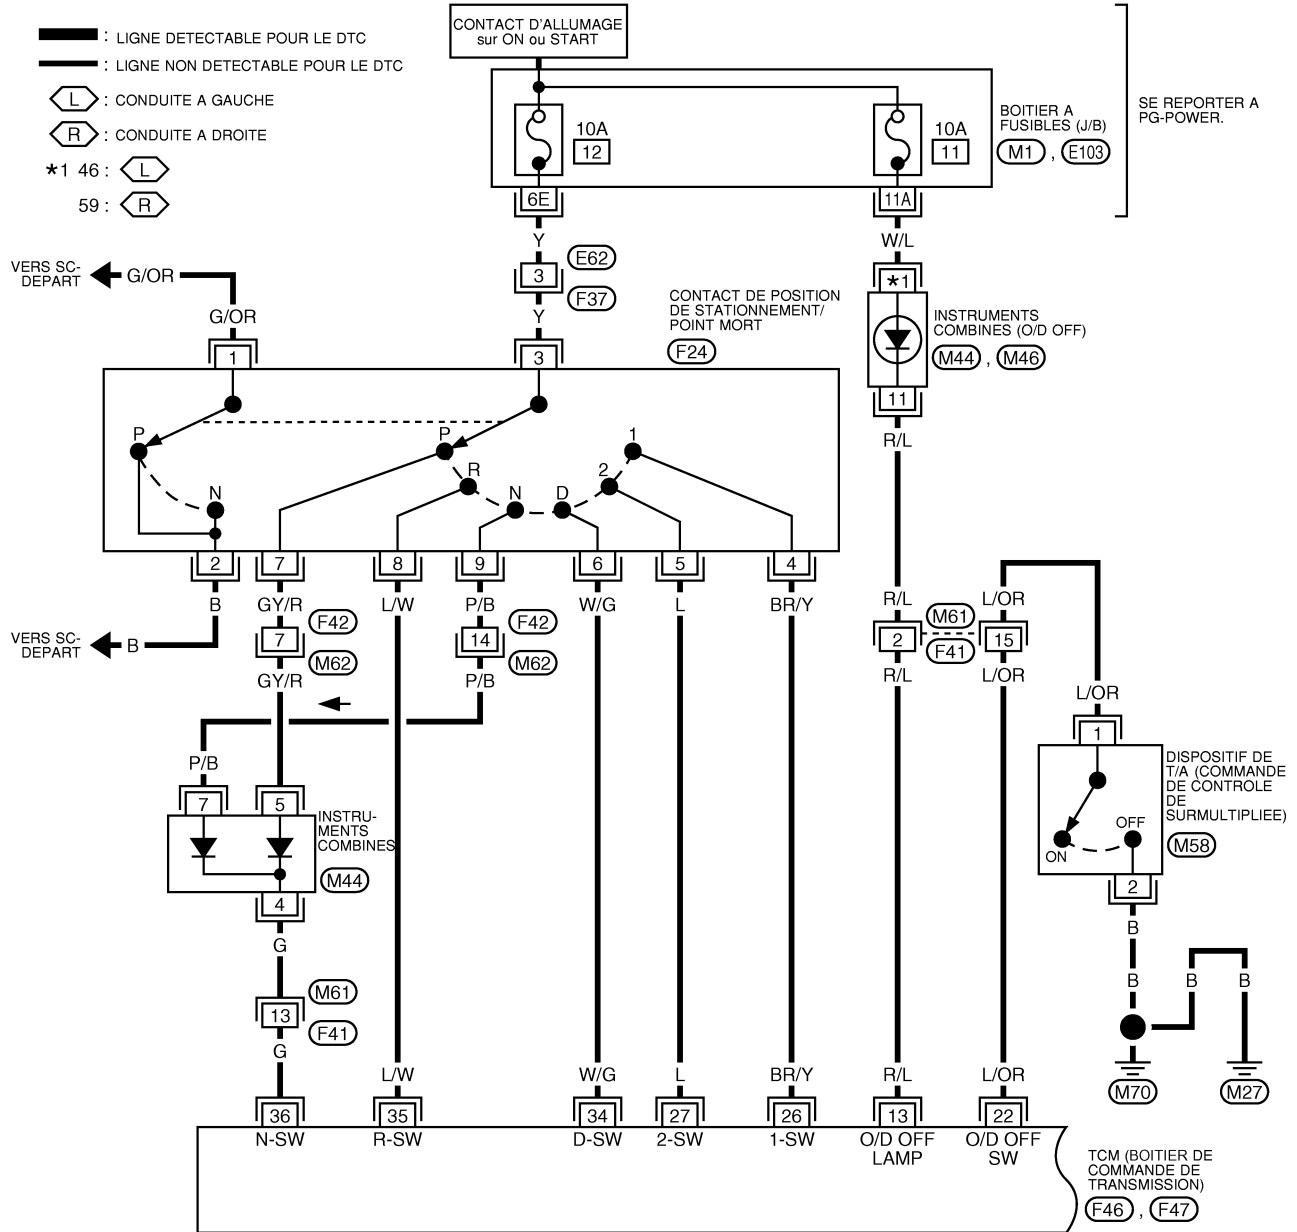 : LIGNE DETECTABLE POUR LE DTC
: LIGNE NON DETECTABLE POUR LE DTC
L : CONDUITE A GAUCHE
R : CONDUITE A DROITE
*1 46 : L
59 : R
CONTACT D'ALLUMAGE
sur ON ou START
10A
12
10A
11
BOITIER A
FUSIBLES (J/B)
M1 , E103
SE REPORTER A
PG-POWER.
6E
11A
Y
W/L
E62
3
F37
Y
*1
INSTRUMENTS
COMBINES (O/D OFF)
M44 , M46
11
R/L
VERS SC-
DEPART
G/OR
G/OR
CONTACT DE POSITION
DE STATIONNEMENT/
POINT MORT
F24
1
3
P
N
P
R
N
D
2
1
2
7
8
9
6
5
4
B
GY/R
L/W
P/B
W/G
L
BR/Y
R/L
L/OR
VERS SC-
DEPART
B
F42
7
M62
F42
14
M62
M61
2
15
F41
GY/R
P/B
R/L
L/OR
L/OR
P/B
7
5
INSTRU-
MENTS
COMBINES
M44
4
G
M61
13
F41
G
1
DISPOSITIF DE
T/A (COMMANDE
DE CONTROLE
DE
SURMULTIPLIEE)
M58
OFF
ON
2
B
B
B
B
M70
M27
L/W
W/G
L
BR/Y
R/L
L/OR
36
35
34
27
26
13
22
N-SW
R-SW
D-SW
2-SW
1-SW
O/D OFF
LAMP
O/D OFF
SW
TCM (BOITIER DE
COMMANDE DE
TRANSMISSION)
F46 , F47